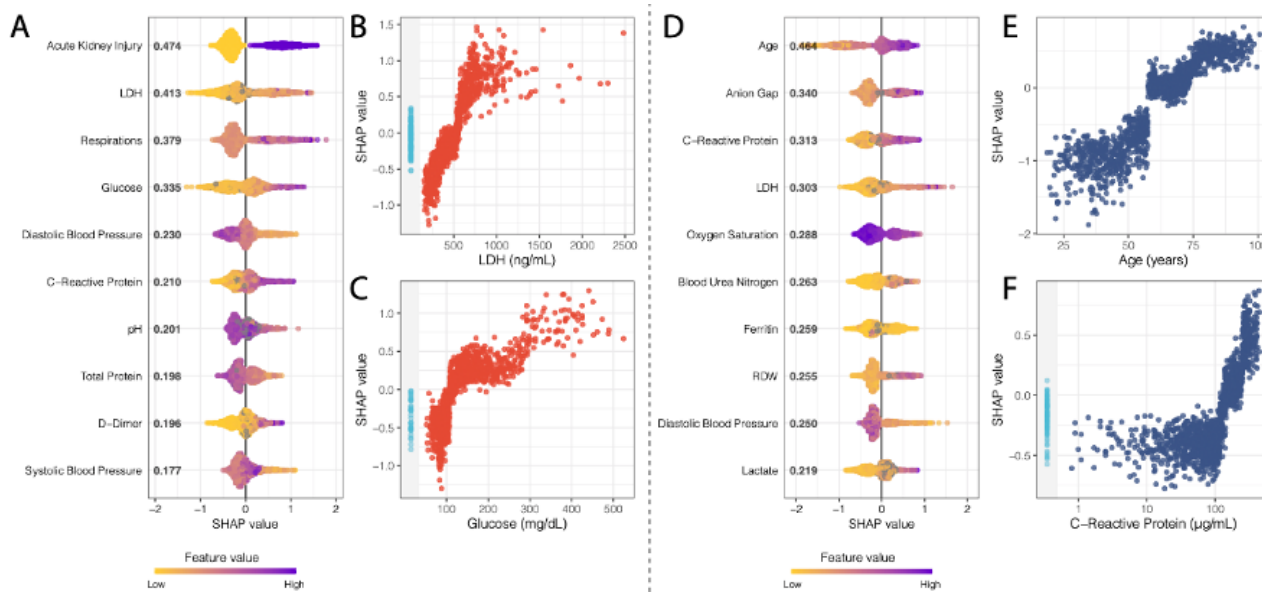 A
Acute Kidney Injury 0.474
LDH 0.413
Respirations 0.379
Glucose 0.335
Diastolic Blood Pressure 0.230
C-Reactive Protein 0.210
pH 0.201
Total Protein 0.198
D-Dimer 0.196
Systolic Blood Pressure 0.177
−2 −1 0 1 2
SHAP value
Feature value
Low High
B
SHAP value
1.5
1.0
0.5
0.0
−0.5
−1.0
500 1000 1500 2000 2500
LDH (ng/mL)
C
SHAP value
1.0
0.5
0.0
−0.5
−1.0
100 200 300 400 500
Glucose (mg/dL)
D
Age 0.464
Anion Gap 0.340
C-Reactive Protein 0.313
LDH 0.303
Oxygen Saturation 0.288
Blood Urea Nitrogen 0.263
Ferritin 0.259
RDW 0.255
Diastolic Blood Pressure 0.250
Lactate 0.219
−2 −1 0 1 2
SHAP value
Feature value
Low High
E
SHAP value
0
−1
−2
25 50 75 100
Age (years)
F
SHAP value
0.5
0.0
−0.5
1 10 100
C-Reactive Protein (µg/mL)